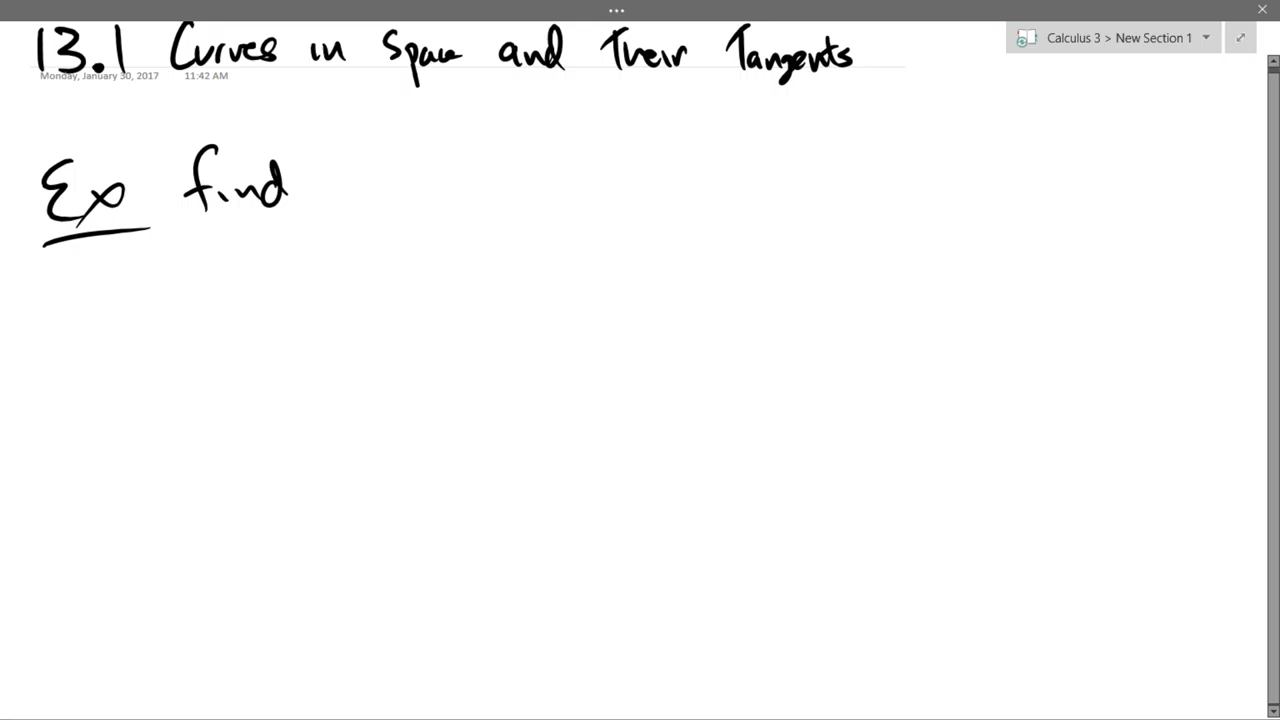 ...
Calculus 3 > New Section 1
13.1 Curves in Space and Their Tangents
Monday, January 30, 2017 11:42 AM
Ex find